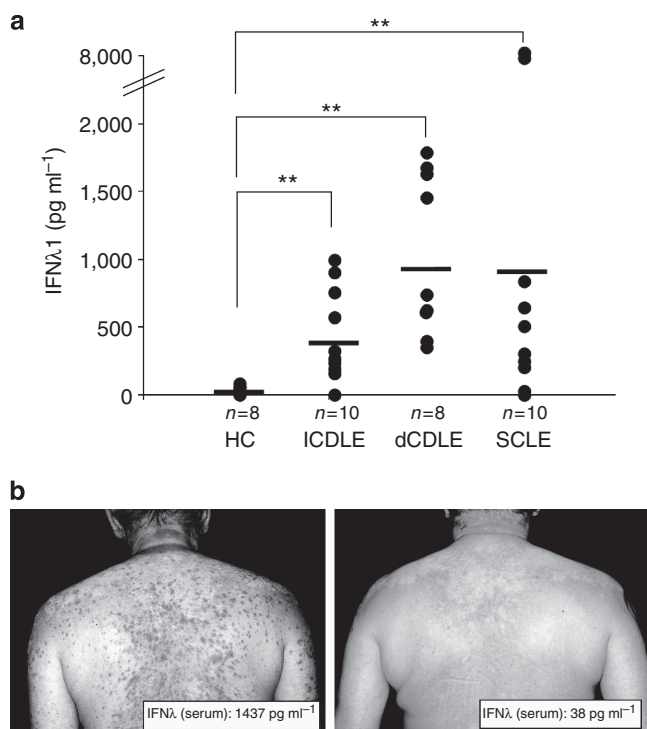 a
**
8,000
**
2,000
**
1,500
1,000
500
0
IFNλ1 (pg ml⁻¹)
n=8 n=10 n=8 n=10
HC lCDLE dCDLE SCLE
b
IFNλ (serum): 1437 pg ml⁻¹ IFNλ (serum): 38 pg ml⁻¹